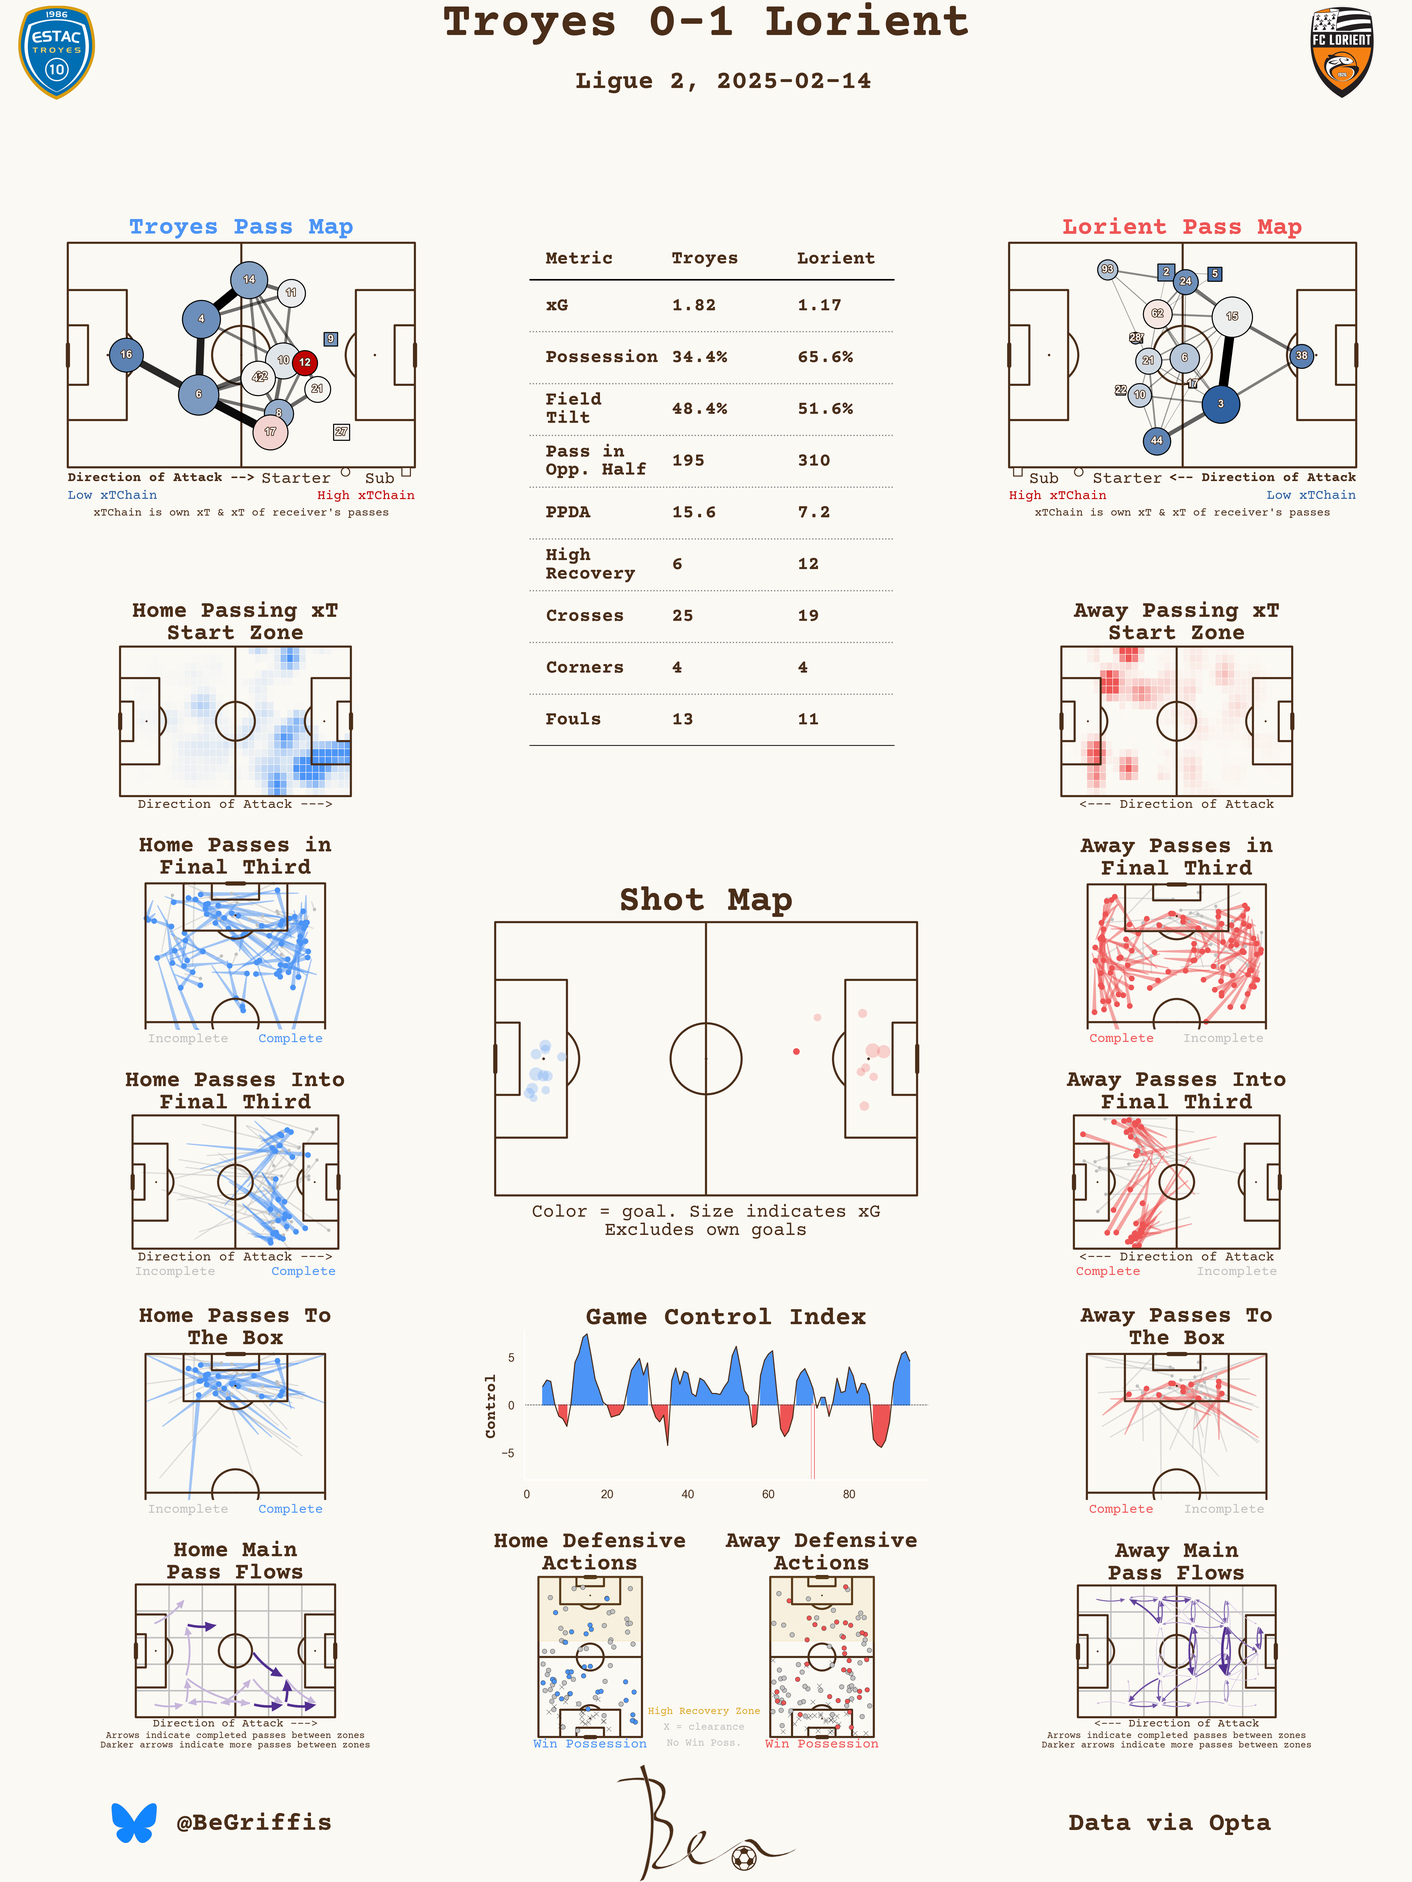 Troyes 0-1 Lorient
Ligue 2, 2025-02-14
1986
ESTAC
TROYES
10
FC LORIENT
Troyes Pass Map
14
11
4
9
16
10
12
42
21
6
8
17
27
Direction of Attack --> Starter Sub
Low xTChain High xTChain
xTChain is own xT & xT of receiver's passes
Metric Troyes Lorient
xG 1.82 1.17
Possession 34.4% 65.6%
Field
Tilt 48.4% 51.6%
Pass in
Opp. Half 195 310
PPDA 15.6 7.2
High
Recovery 6 12
Crosses 25 19
Corners 4 4
Fouls 13 11
Lorient Pass Map
93
2
5
24
62
15
28
21
6
38
17
22
10
3
44
Sub Starter <-- Direction of Attack
High xTChain Low xTChain
xTChain is own xT & xT of receiver's passes
Home Passing xT
Start Zone
Direction of Attack --->
Away Passing xT
Start Zone
<--- Direction of Attack
Home Passes in
Final Third
Incomplete Complete
Away Passes in
Final Third
Complete Incomplete
Shot Map
Color = goal. Size indicates xG
Excludes own goals
Home Passes Into
Final Third
Direction of Attack --->
Incomplete Complete
Away Passes Into
Final Third
<--- Direction of Attack
Complete Incomplete
Home Passes To
The Box
Incomplete Complete
Game Control Index
Control
5
0
−5
0 20 40 60 80
Away Passes To
The Box
Complete Incomplete
Home Main
Pass Flows
Direction of Attack --->
Arrows indicate completed passes between zones
Darker arrows indicate more passes between zones
Home Defensive
Actions
Win Possession
Away Defensive
Actions
Win Possession
High Recovery Zone
X = clearance
No Win Poss.
Away Main
Pass Flows
<--- Direction of Attack
Arrows indicate completed passes between zones
Darker arrows indicate more passes between zones
@BeGriffis
Ben
Data via Opta